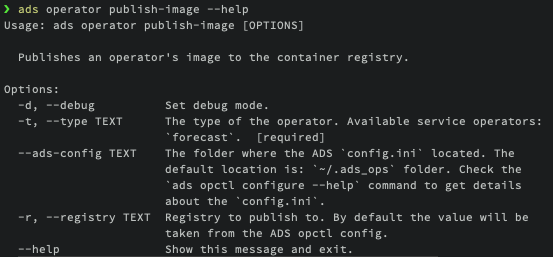 ❯ ads operator publish-image --help
Usage: ads operator publish-image [OPTIONS]
Publishes an operator's image to the container registry.
Options:
-d, --debug Set debug mode.
-t, --type TEXT The type of the operator. Available service operators:
`forecast`. [required]
--ads-config TEXT The folder where the ADS `config.ini` located. The
default location is: `~/.ads_ops` folder. Check the
`ads opctl configure --help` command to get details
about the `config.ini`.
-r, --registry TEXT Registry to publish to. By default the value will be
taken from the ADS opctl config.
--help Show this message and exit.